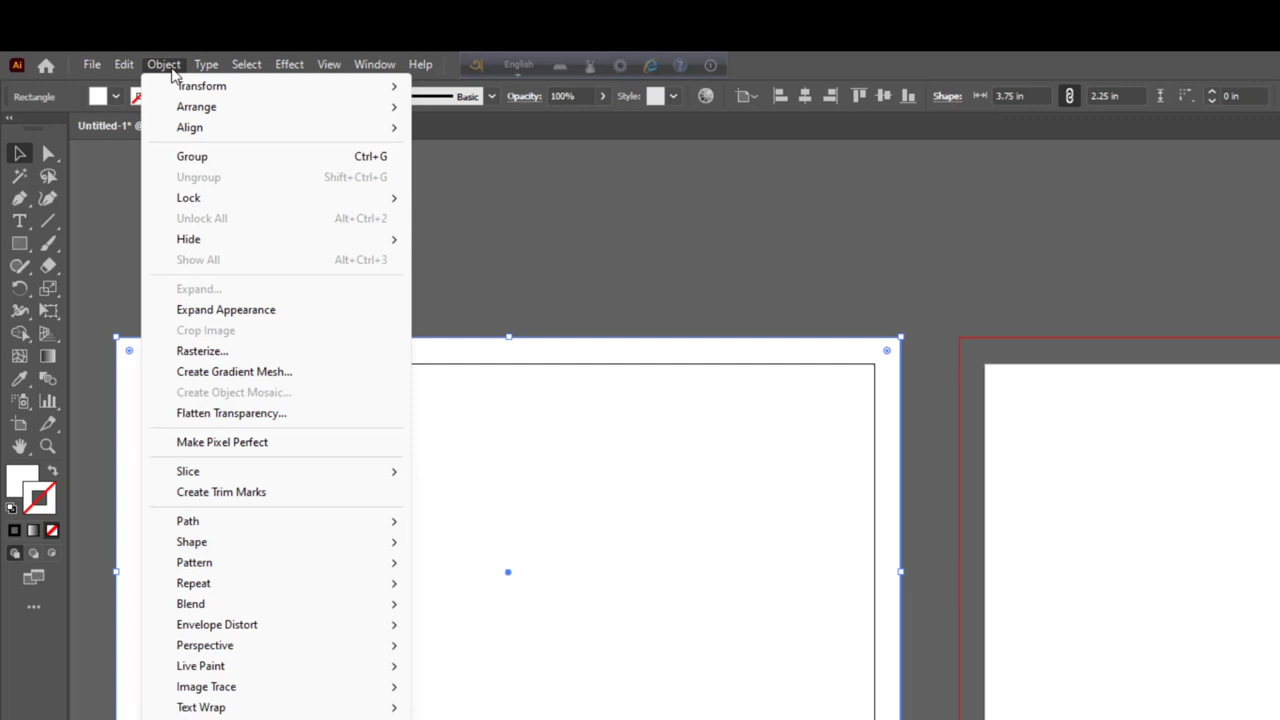 Ai File Edit Object Type Select Effect View Window Help English
Rectangle Basic Opacity: 100% Style: Shape: 3.75 in 2.25 in 0 in
Untitled-1* @
Transform
Arrange
Align
Group Ctrl+G
Ungroup Shift+Ctrl+G
Lock
Unlock All Alt+Ctrl+2
Hide
Show All Alt+Ctrl+3
Expand...
Expand Appearance
Crop Image
Rasterize...
Create Gradient Mesh...
Create Object Mosaic...
Flatten Transparency...
Make Pixel Perfect
Slice
Create Trim Marks
Path
Shape
Pattern
Repeat
Blend
Envelope Distort
Perspective
Live Paint
Image Trace
Text Wrap